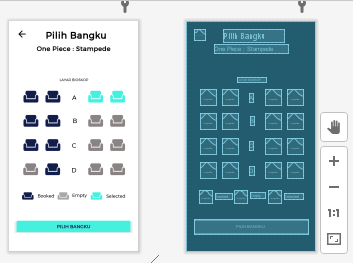 Pilih Bangku
One Piece : Stampede
LAYAR BIOSKOP
A
B
C
D
Booked
Empty
Selected
PILIH BANGKU
Pilih Bangku
One Piece : Stampede
PILIH BANGKU
1:1